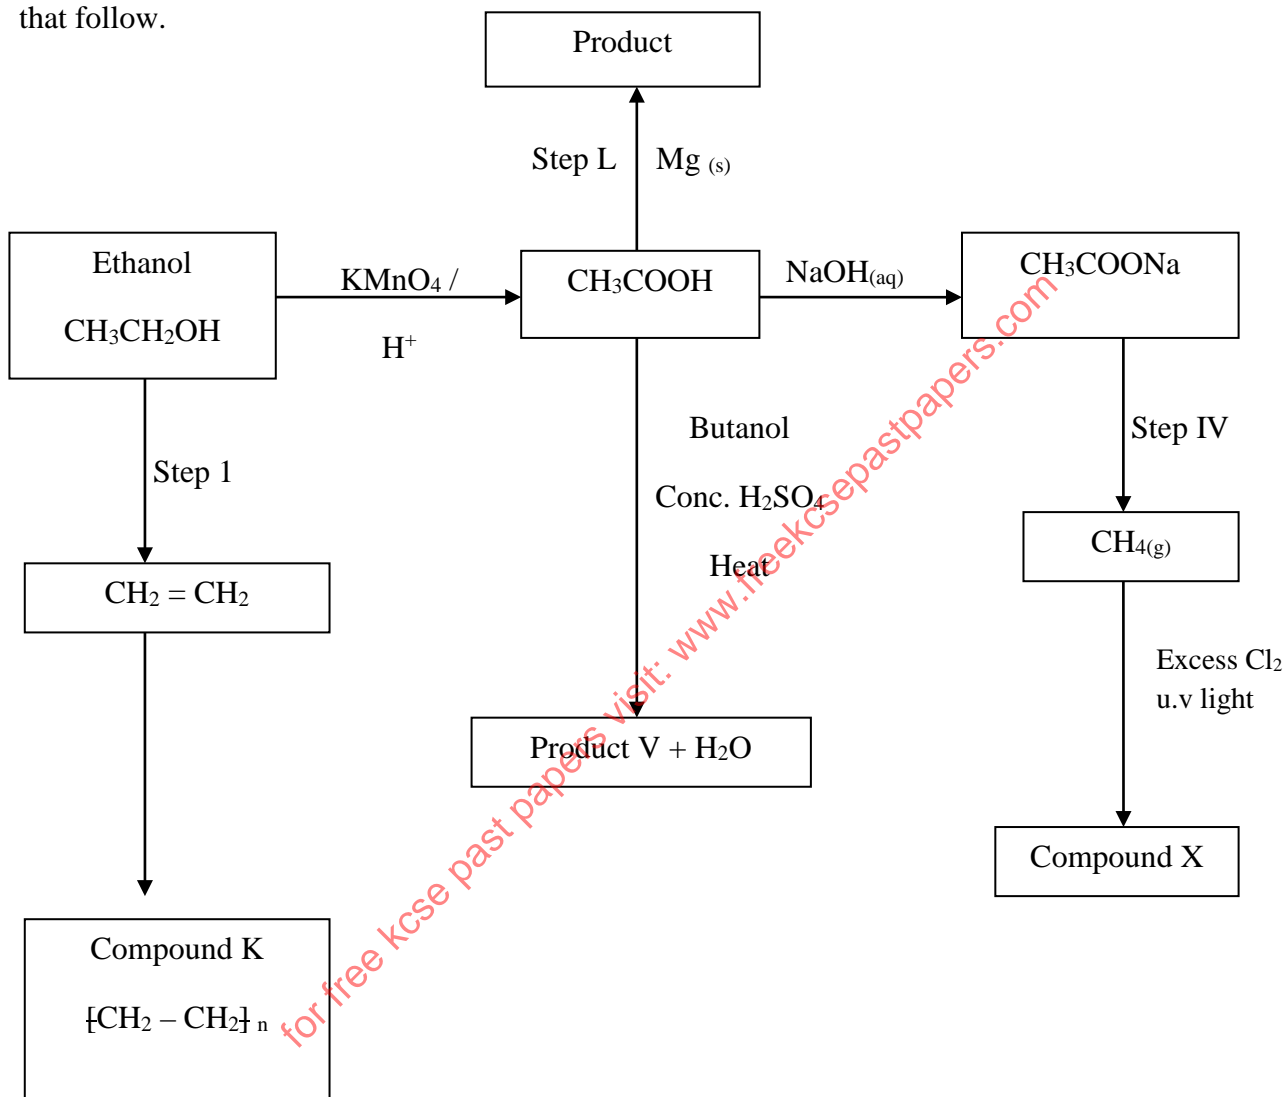 that follow.
Product
Step L Mg (s)
Ethanol
CH₃CH₂OH
KMnO₄ /
H⁺
CH₃COOH
NaOH(aq)
CH₃COONa
Step 1
Butanol
Conc. H₂SO₄
Heat
Step IV
CH₂ = CH₂
CH₄(g)
Excess Cl₂
u.v light
Product V + H₂O
Compound X
Compound K
[CH₂ – CH₂] n
for free kcse past papers visit: www.freekcsepastpapers.com